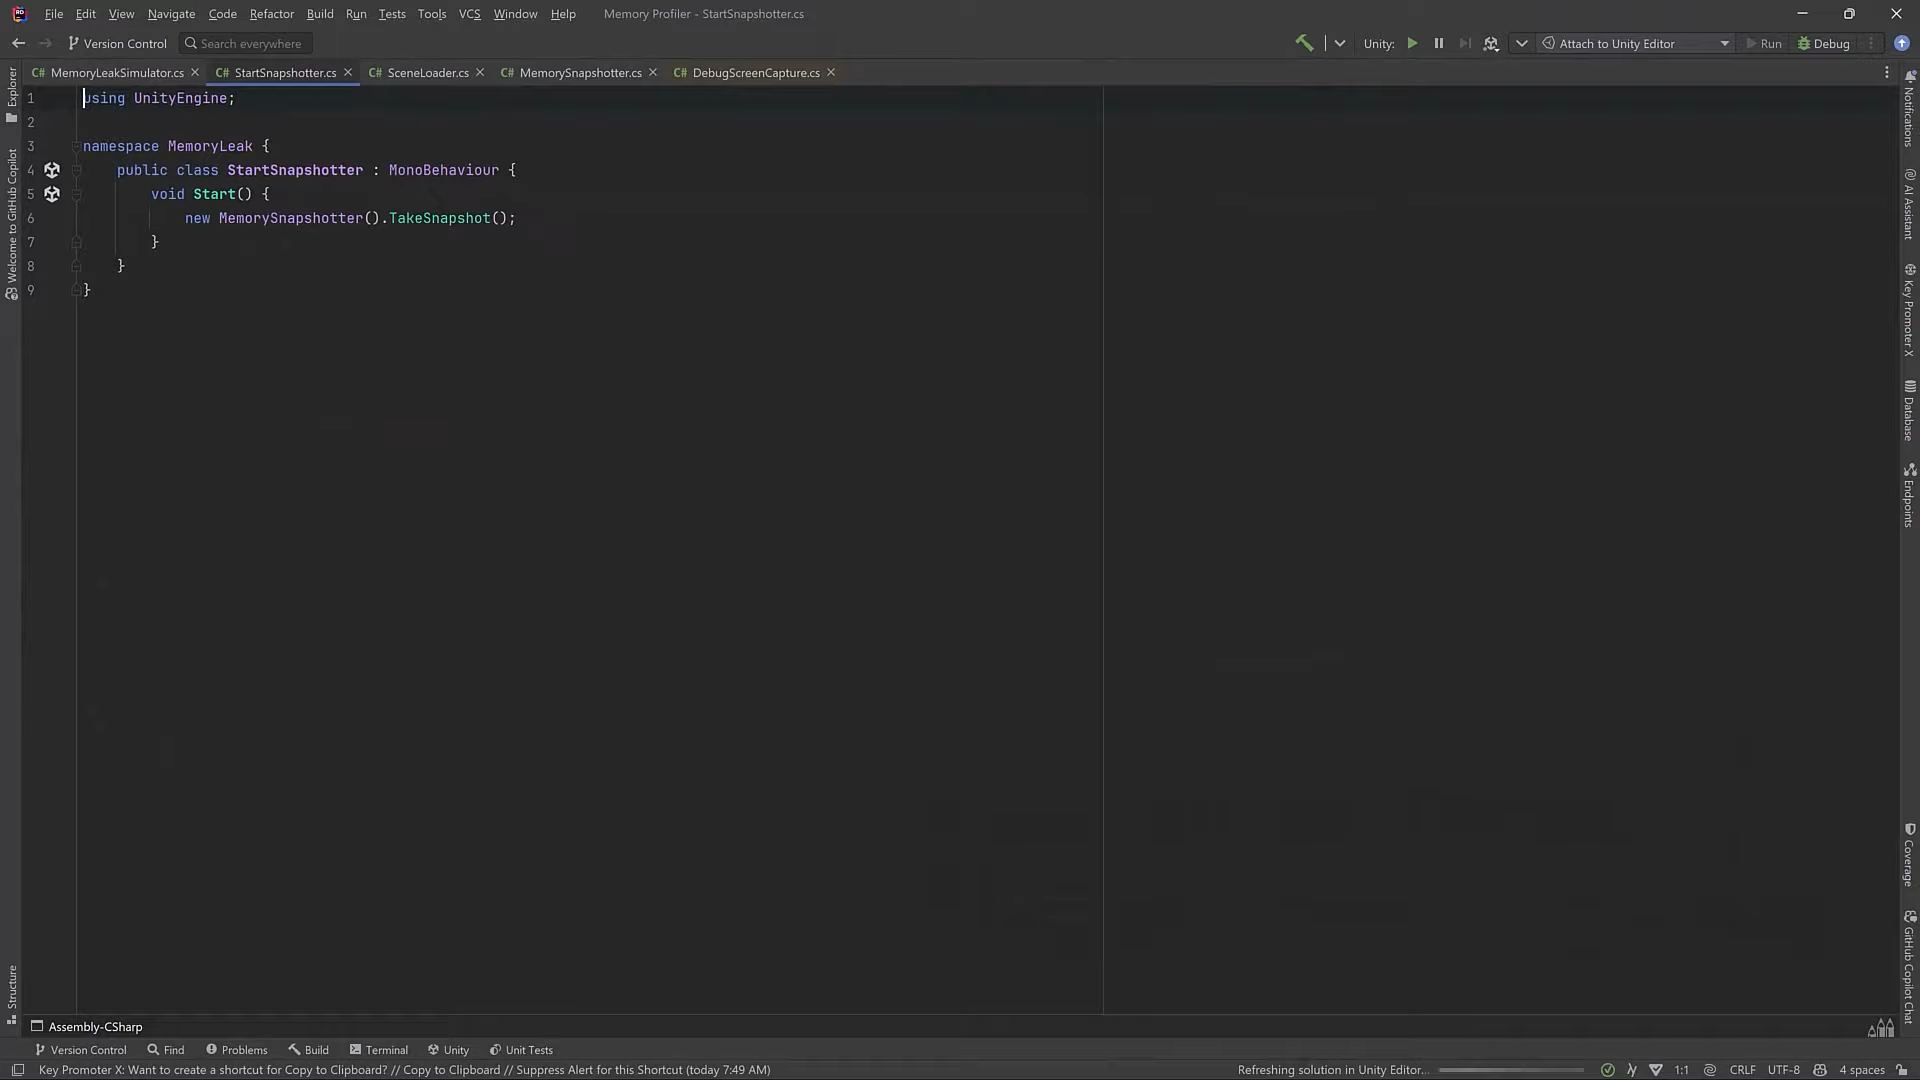 File Edit View Navigate Code Refactor Build Run Tests Tools VCS Window Help Memory Profiler - StartSnapshotter.cs
Version Control Search everywhere Unity: Attach to Unity Editor Run Debug
C# MemoryLeakSimulator.cs C# StartSnapshotter.cs C# SceneLoader.cs C# MemorySnapshotter.cs C# DebugScreenCapture.cs
1 using UnityEngine;
2
3 namespace MemoryLeak {
4 public class StartSnapshotter : MonoBehaviour {
5 void Start() {
6 new MemorySnapshotter().TakeSnapshot();
7 }
8 }
9 }
Explorer
Welcome to GitHub Copilot
Structure
Notifications
AI Assistant
Key Promoter X
Database
Endpoints
Coverage
GitHub Copilot Chat
Assembly-CSharp
Version Control Find Problems Build Terminal Unity Unit Tests
Key Promoter X: Want to create a shortcut for Copy to Clipboard? // Copy to Clipboard // Suppress Alert for this Shortcut (today 7:49 AM) Refreshing solution in Unity Editor... 1:1 CRLF UTF-8 4 spaces